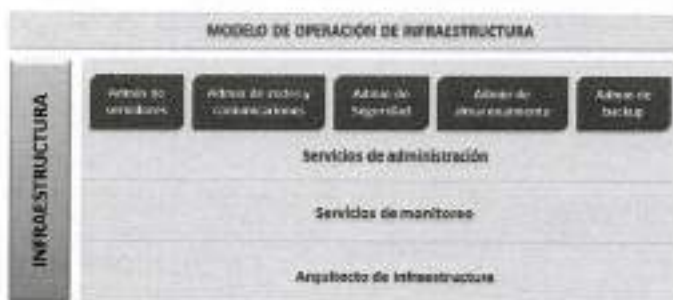 MODELO DE OPERACIÓN DE INFRAESTRUCTURA
INFRAESTRUCTURA
Admin de
servidores
Admin de redes y
comunicaciones
Admin de
Seguridad
Admin de
almacenamiento
Admin de
backup
Servicios de administración
Servicios de monitoreo
Arquitecto de Infraestructura